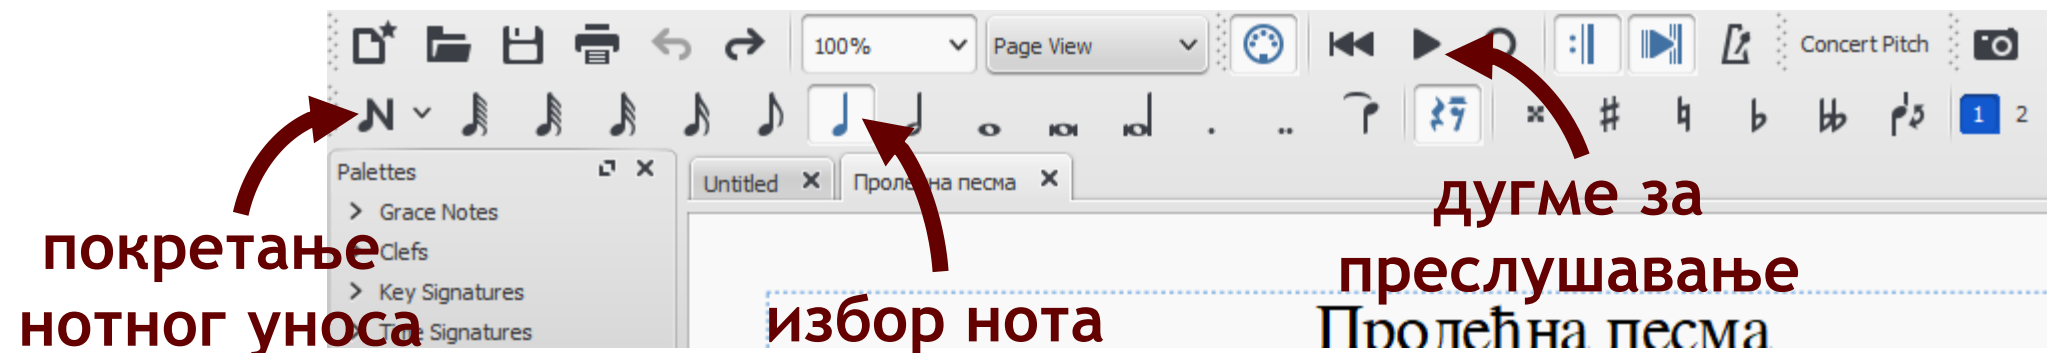 100%
Page View
Concert Pitch
N
1 2
Palettes
Untitled
Пролећна песма
Grace Notes
Clefs
Key Signatures
Time Signatures
покретање
нотног уноса
избор нота
дугме за
преслушавање
Пролећна песма